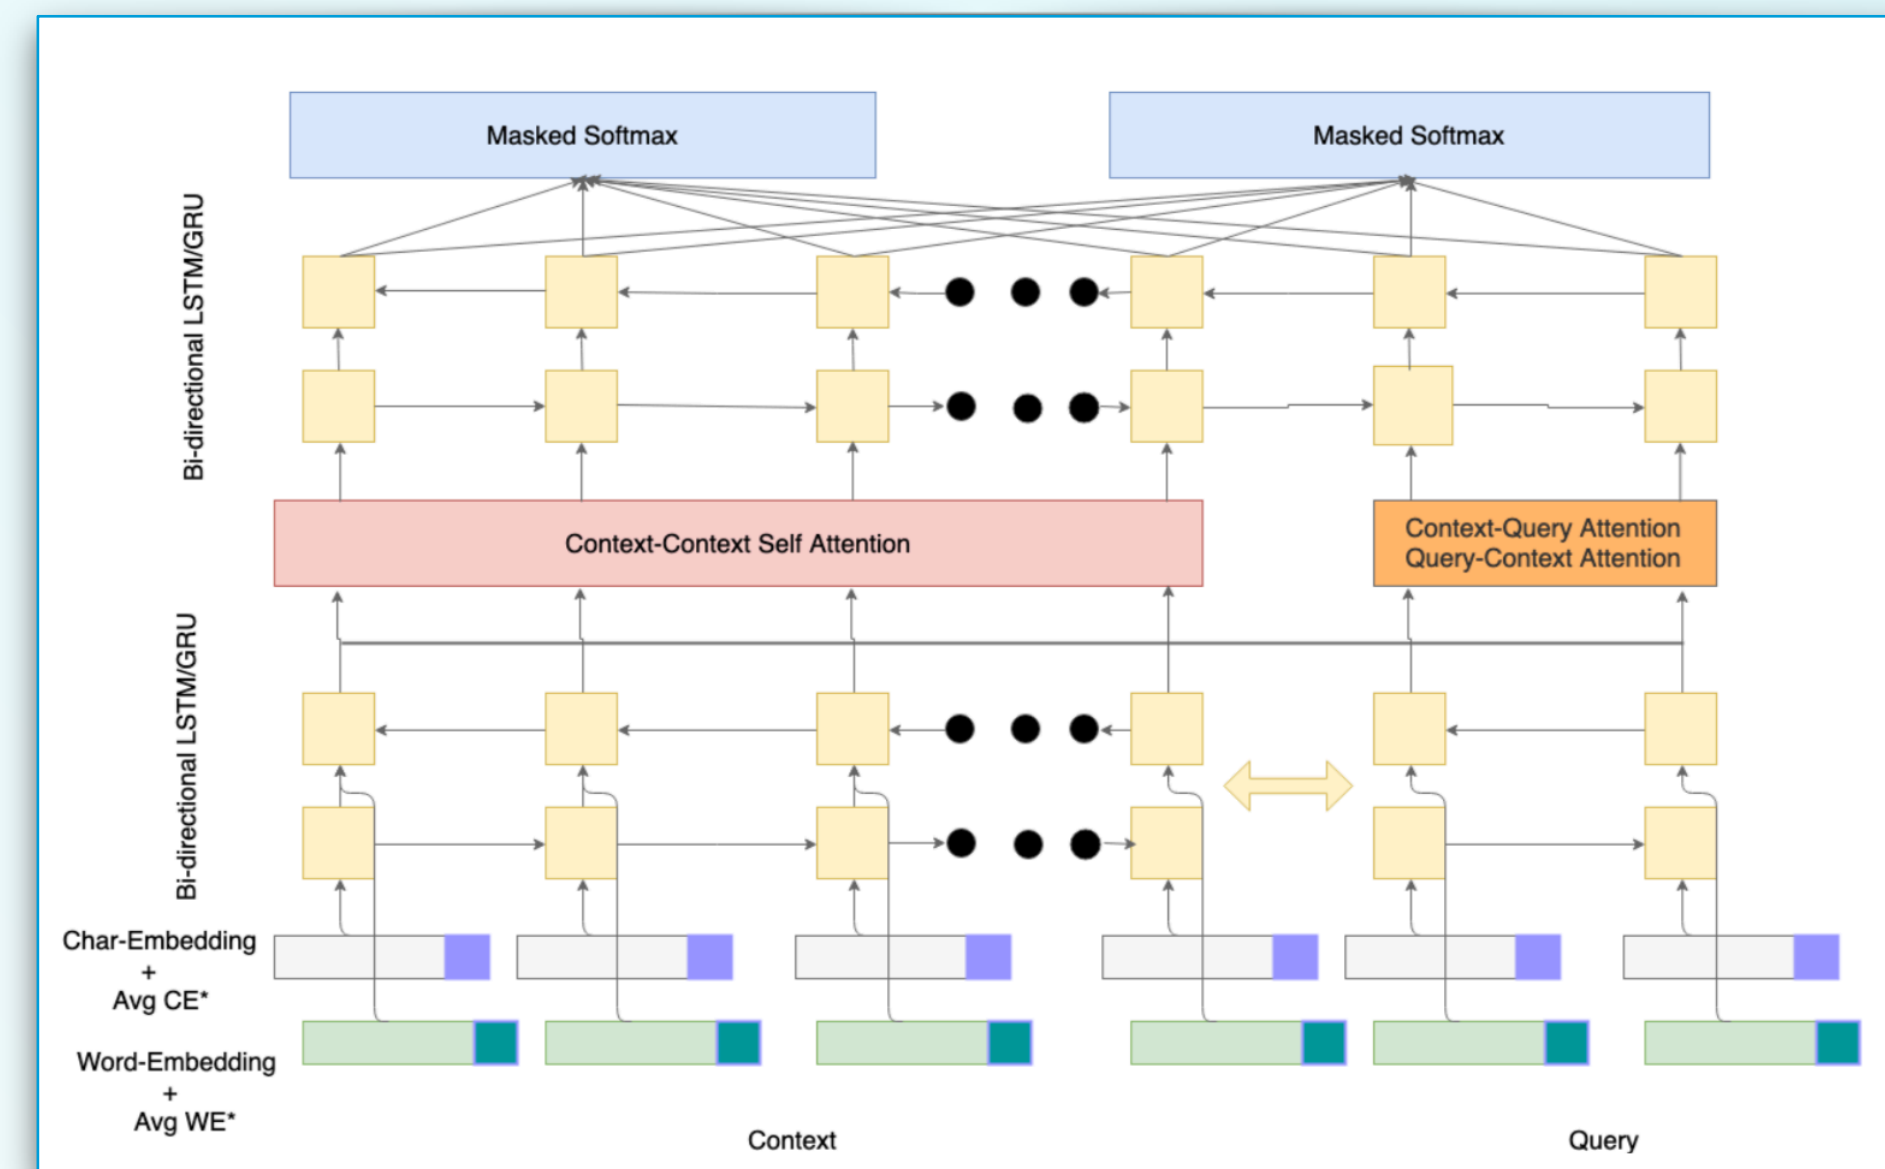 Masked Softmax
Masked Softmax
Bi-directional LSTM/GRU
Context-Context Self Attention
Context-Query Attention
Query-Context Attention
Bi-directional LSTM/GRU
Char-Embedding
+
Avg CE*
Word-Embedding
+
Avg WE*
Context
Query